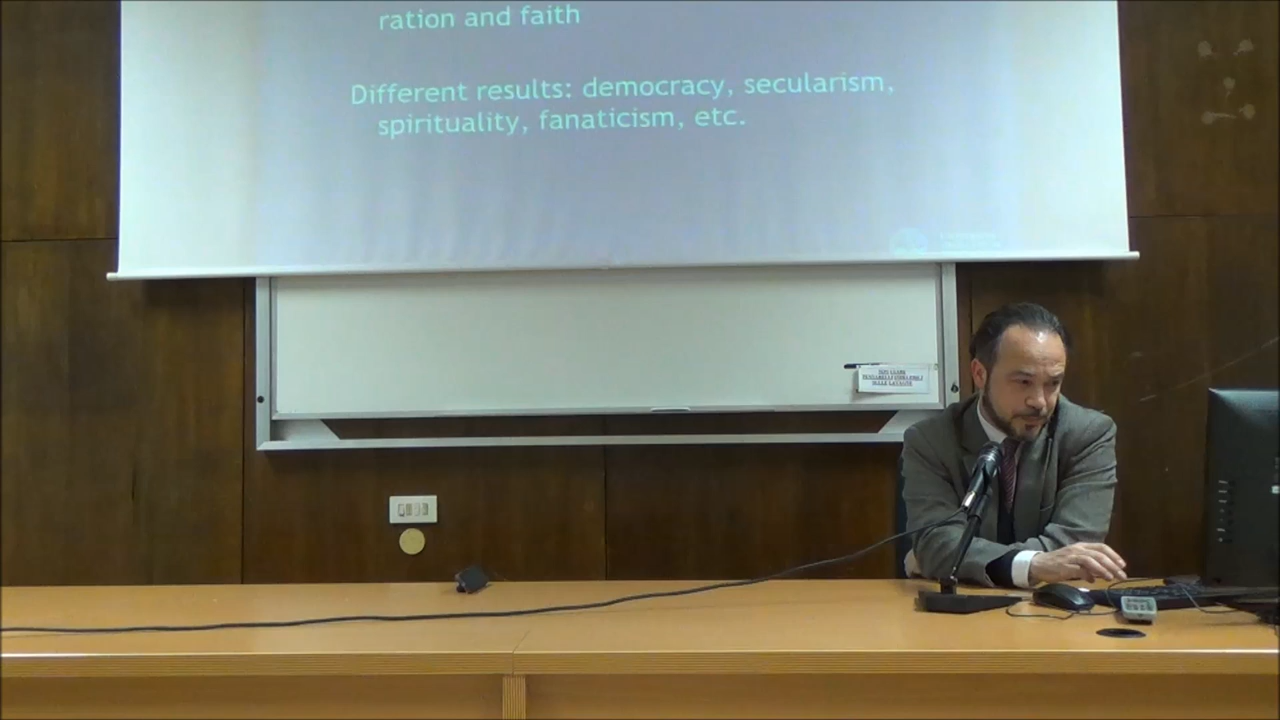 ration and faith
Different results: democracy, secularism,
spirituality, fanaticism, etc.